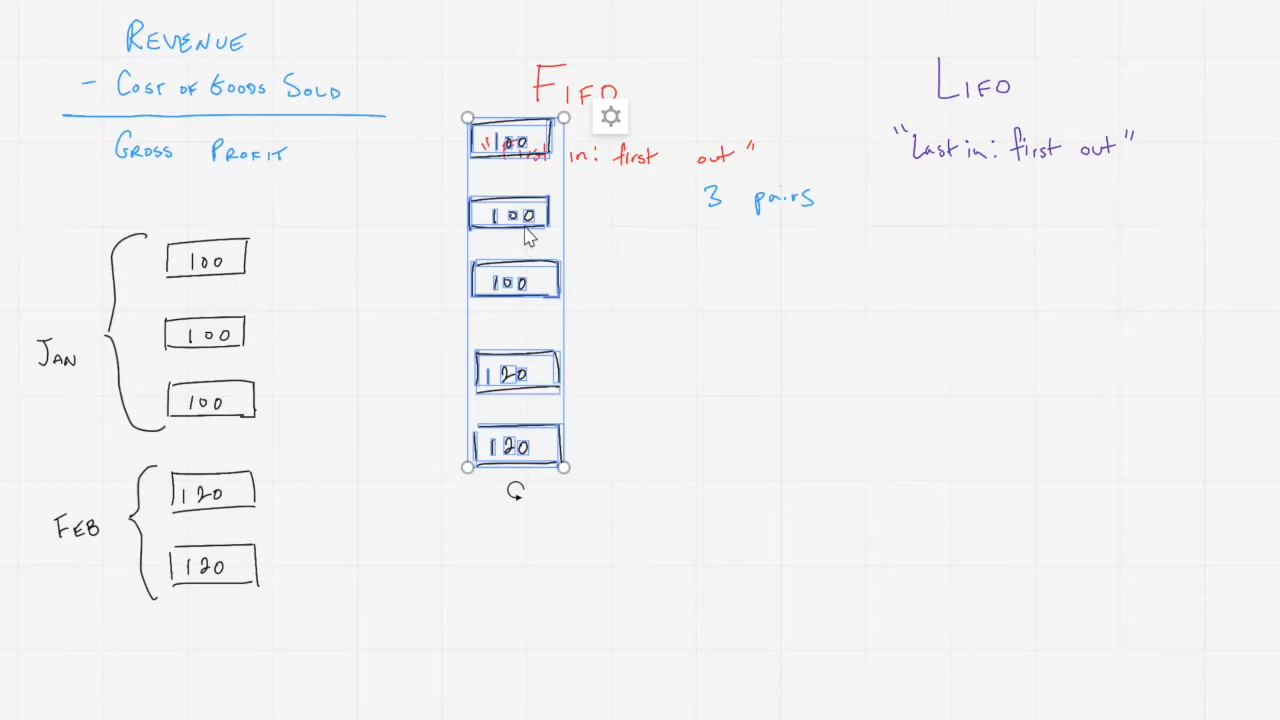 REVENUE
- COST OF GOODS SOLD
GROSS PROFIT
FIFO
"First in: first out"
3 pairs
LIFO
"Last in: first out"
JAN
100
100
100
FEB
120
120
100
100
100
120
120